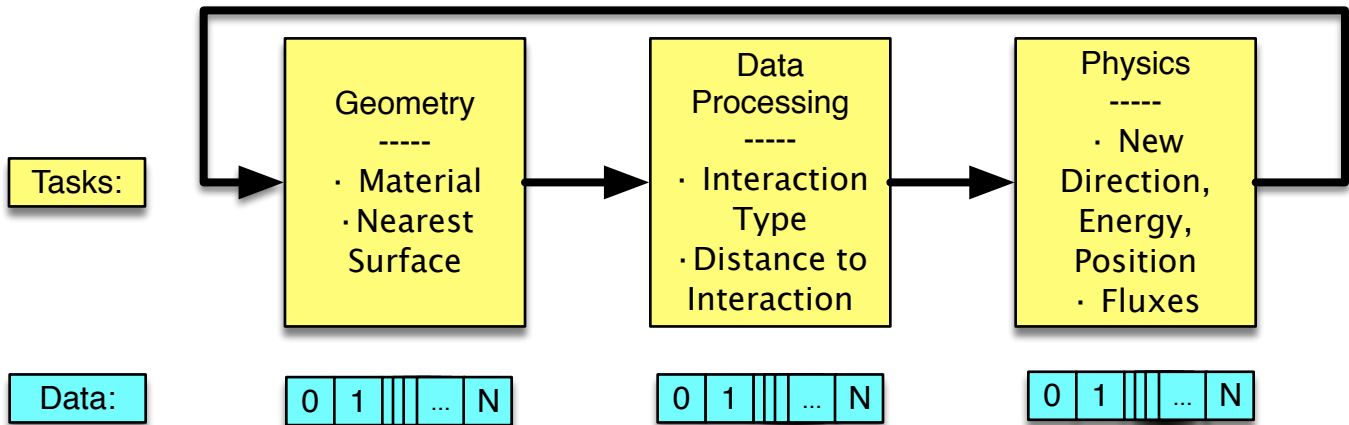 Tasks:
Geometry
-----
· Material
· Nearest
Surface
Data
Processing
-----
· Interaction
Type
· Distance to
Interaction
Physics
-----
· New
Direction,
Energy,
Position
· Fluxes
Data:
0 1 ... N
0 1 ... N
0 1 ... N